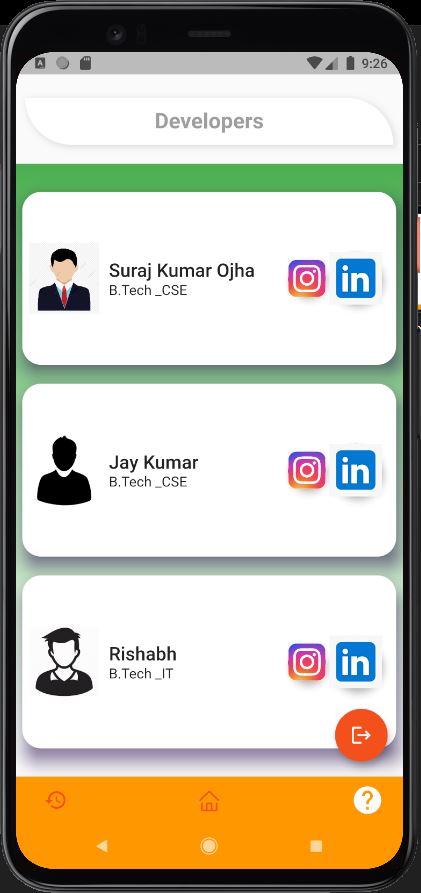 A
9:26
Developers
Suraj Kumar Ojha
B.Tech _CSE
in
Jay Kumar
B.Tech _CSE
in
Rishabh
B.Tech _IT
in
?